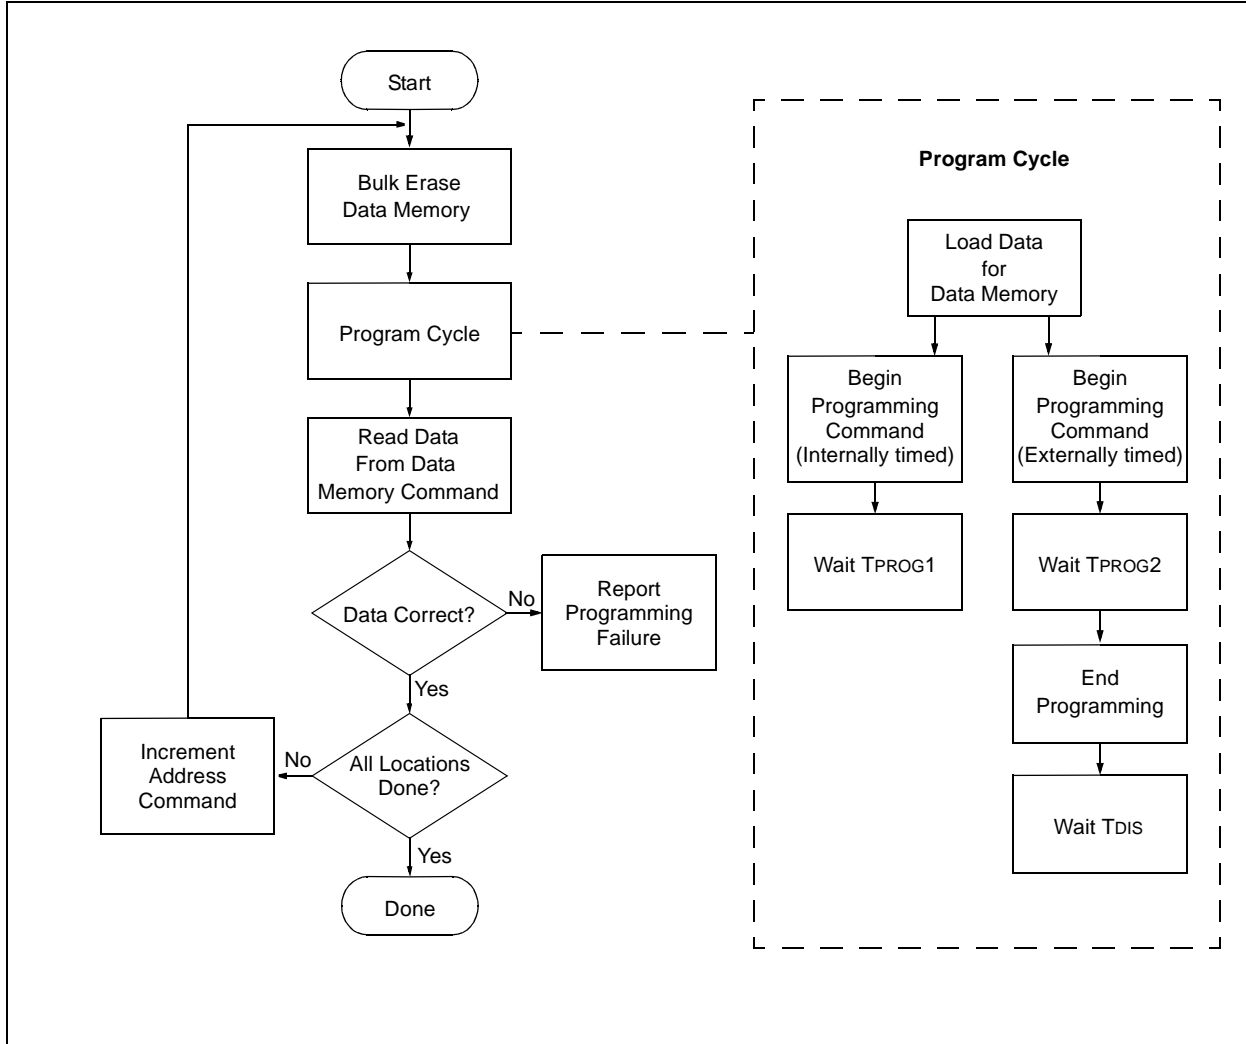 Start
Bulk Erase
Data Memory
Program Cycle
Read Data
From Data
Memory Command
Data Correct?
No
Report
Programming
Failure
Yes
All Locations
Done?
No
Increment
Address
Command
Yes
Done
Program Cycle
Load Data
for
Data Memory
Begin
Programming
Command
(Internally timed)
Wait TPROG1
Begin
Programming
Command
(Externally timed)
Wait TPROG2
End
Programming
Wait TDIS